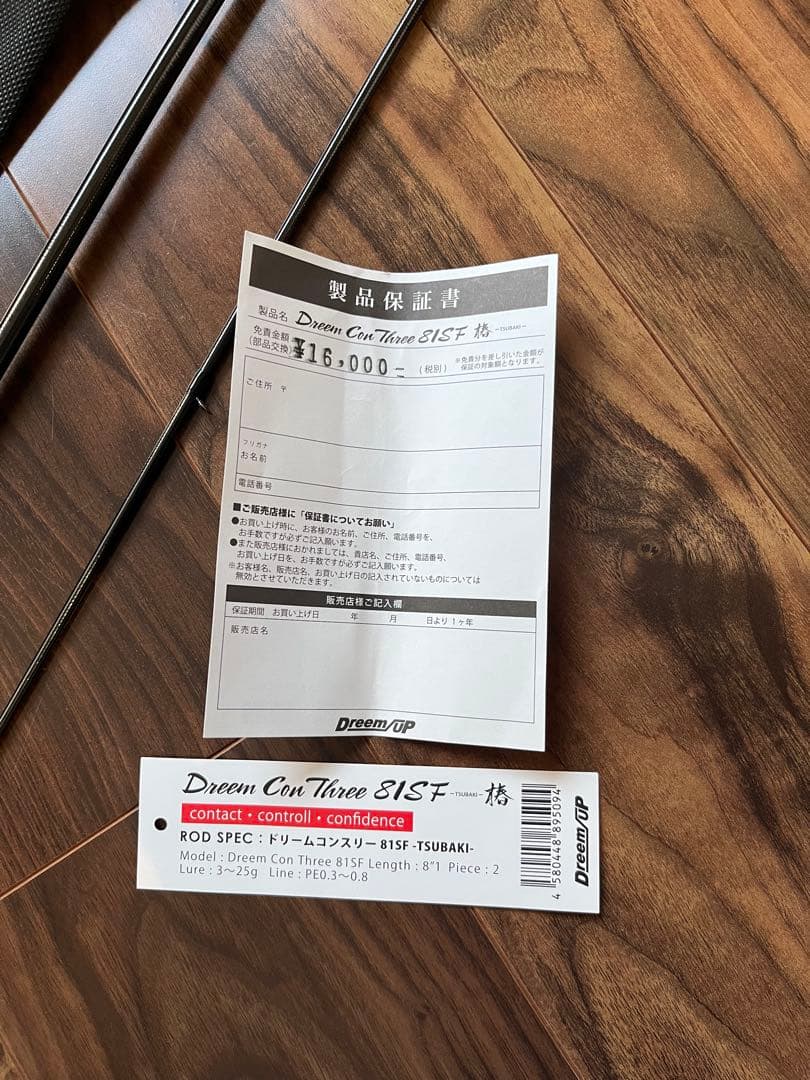 製品保証書
製品名 Dreem Con Three 81SF 椿 -TSUBAKI-
免責金額
(部品交換) ¥16,000- (税別) ※免責分を差し引いた金額が
保証の対象額となります。
ご住所 〒
フリガナ
お名前
電話番号
■ご販売店様に「保証書についてお願い」
●お買い上げ時に、お客様のお名前、ご住所、電話番号を、
お手数ですが必ずご記入願います。
●また販売店様におかれましては、貴店名、ご住所、電話番号、
お買い上げ日を、お手数ですが必ずご記入願います。
※お客様名、販売店名、お買い上げ日の記入されていないものについては
無効とさせていただきます。
販売店様ご記入欄
保証期間 お買い上げ日 年 月 日より1ヶ年
販売店名
Dreem/UP
Dreem Con Three 81SF -TSUBAKI- 椿
contact・controll・confidence
ROD SPEC：ドリームコンスリー 81SF -TSUBAKI-
Model : Dreem Con Three 81SF Length : 8"1 Piece : 2
Lure : 3〜25g Line : PE0.3〜0.8
4 580448 895094
Dreem/UP